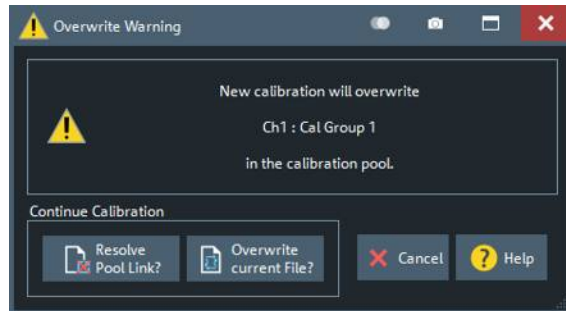 Overwrite Warning
New calibration will overwrite
Ch1 : Cal Group 1
in the calibration pool.
Continue Calibration
Resolve
Pool Link?
Overwrite
current File?
Cancel
Help